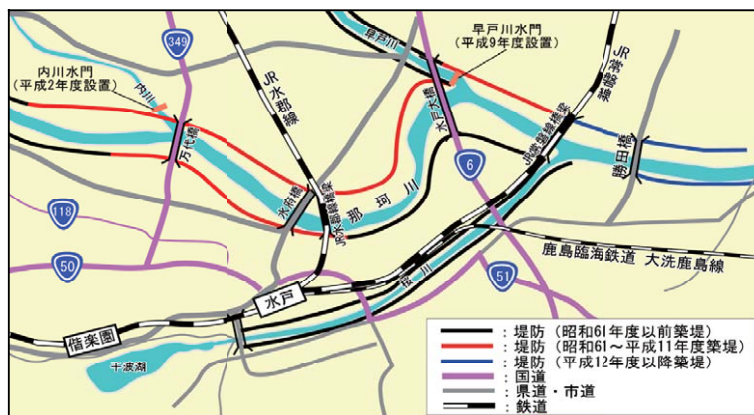 349
早戸川水門
(平成9年度設置)
早戸川
内川水門
(平成2年度設置)
内川
JR水郡線
水戸大橋
JR常磐線
JR常磐線橋梁
勝田橋
万代橋
水府橋
那珂川
6
JR水郡線橋梁
118
50
桜川
鹿島臨海鉄道 大洗鹿島線
51
水戸
偕楽園
千波湖
:堤防(昭和61年度以前築堤)
:堤防(昭和61~平成11年度築堤)
:堤防(平成12年度以降築堤)
:国道
:県道・市道
:鉄道